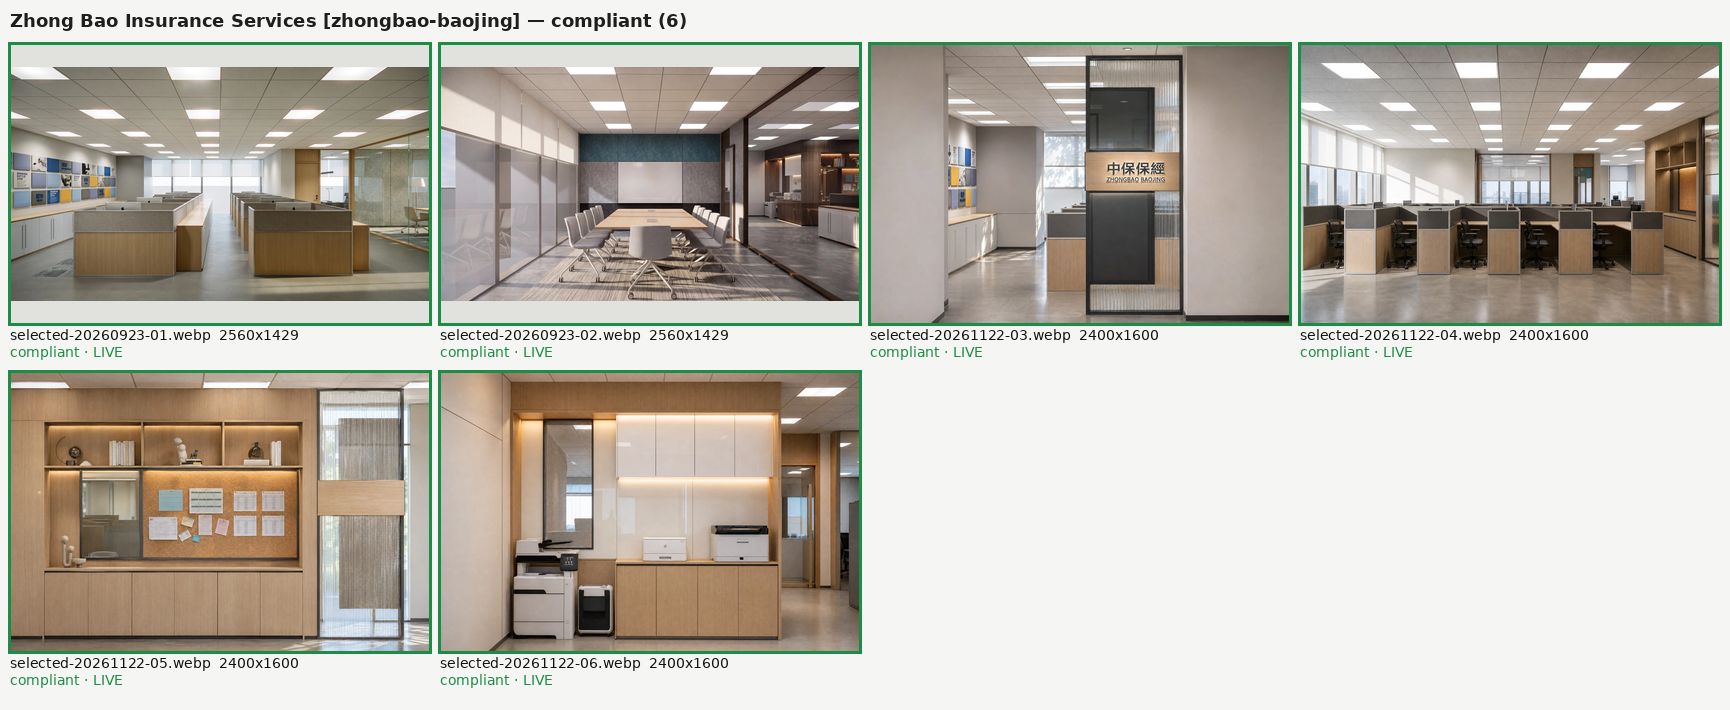 Zhong Bao Insurance Services [zhongbao-baojing] — compliant (6)
selected-20260923-01.webp 2560x1429
compliant · LIVE
selected-20260923-02.webp 2560x1429
compliant · LIVE
中保保經
ZHONGBAO BAOJING
selected-20261122-03.webp 2400x1600
compliant · LIVE
selected-20261122-04.webp 2400x1600
compliant · LIVE
selected-20261122-05.webp 2400x1600
compliant · LIVE
selected-20261122-06.webp 2400x1600
compliant · LIVE